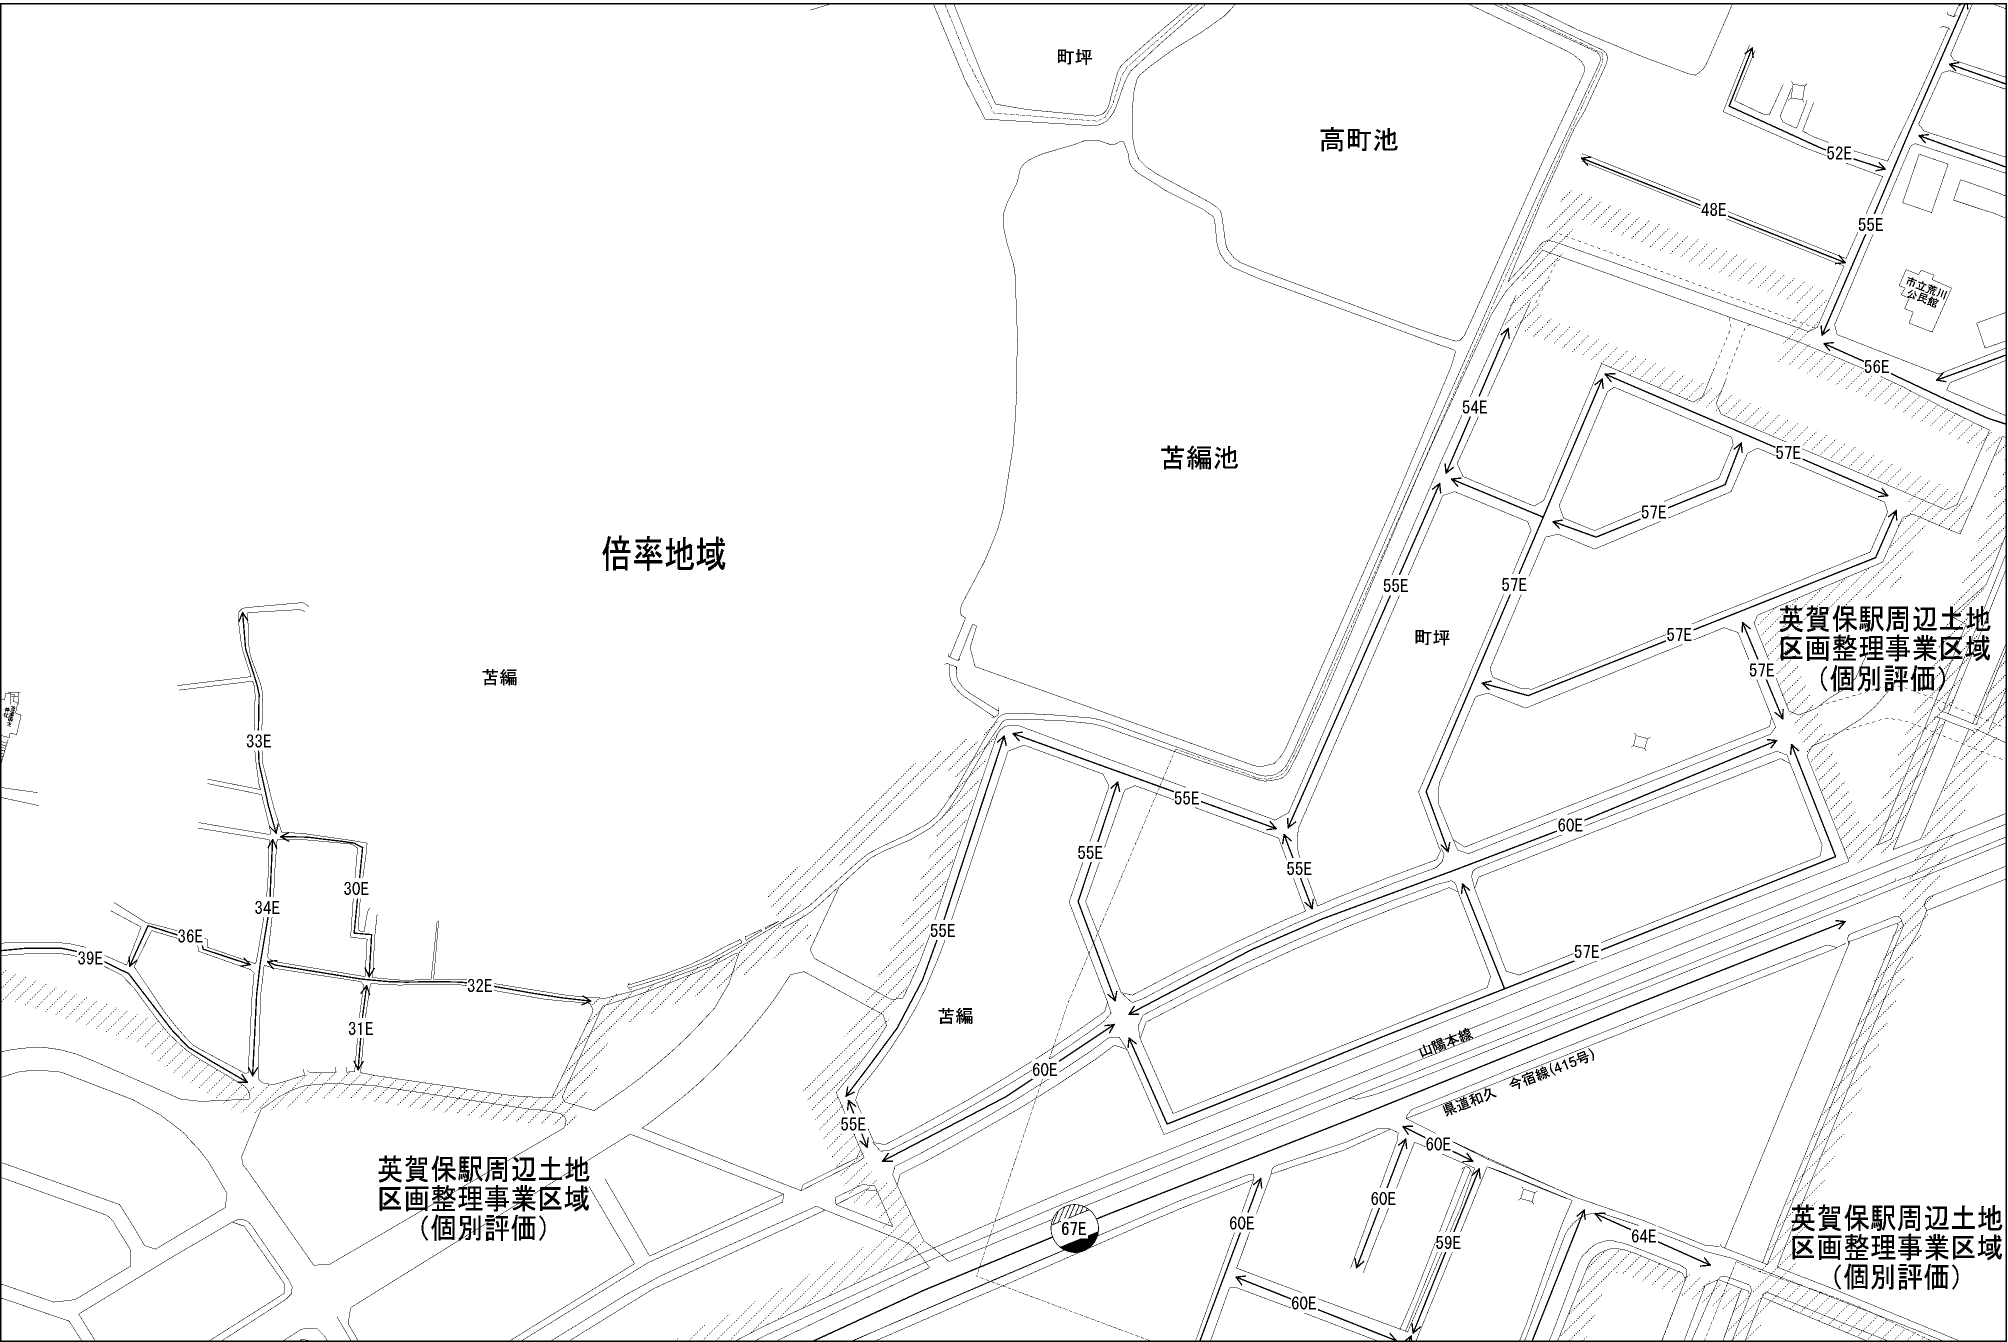 町坪
高町池
52E
48E
55E
市立荒川
公民館
56E
54E
57E
苫編池
57E
倍率地域
55E
57E
英賀保駅周辺土地
区画整理事業区域
(個別評価)
町坪
57E
57E
苫編
33E
55E
60E
55E
55E
30E
34E
36E
55E
57E
39E
32E
苫編
31E
山陽本線
60E
県道和久 今宿線(415号)
55E
60E
英賀保駅周辺土地
区画整理事業区域
(個別評価)
60E
67E
60E
59E
64E
英賀保駅周辺土地
区画整理事業区域
(個別評価)
60E